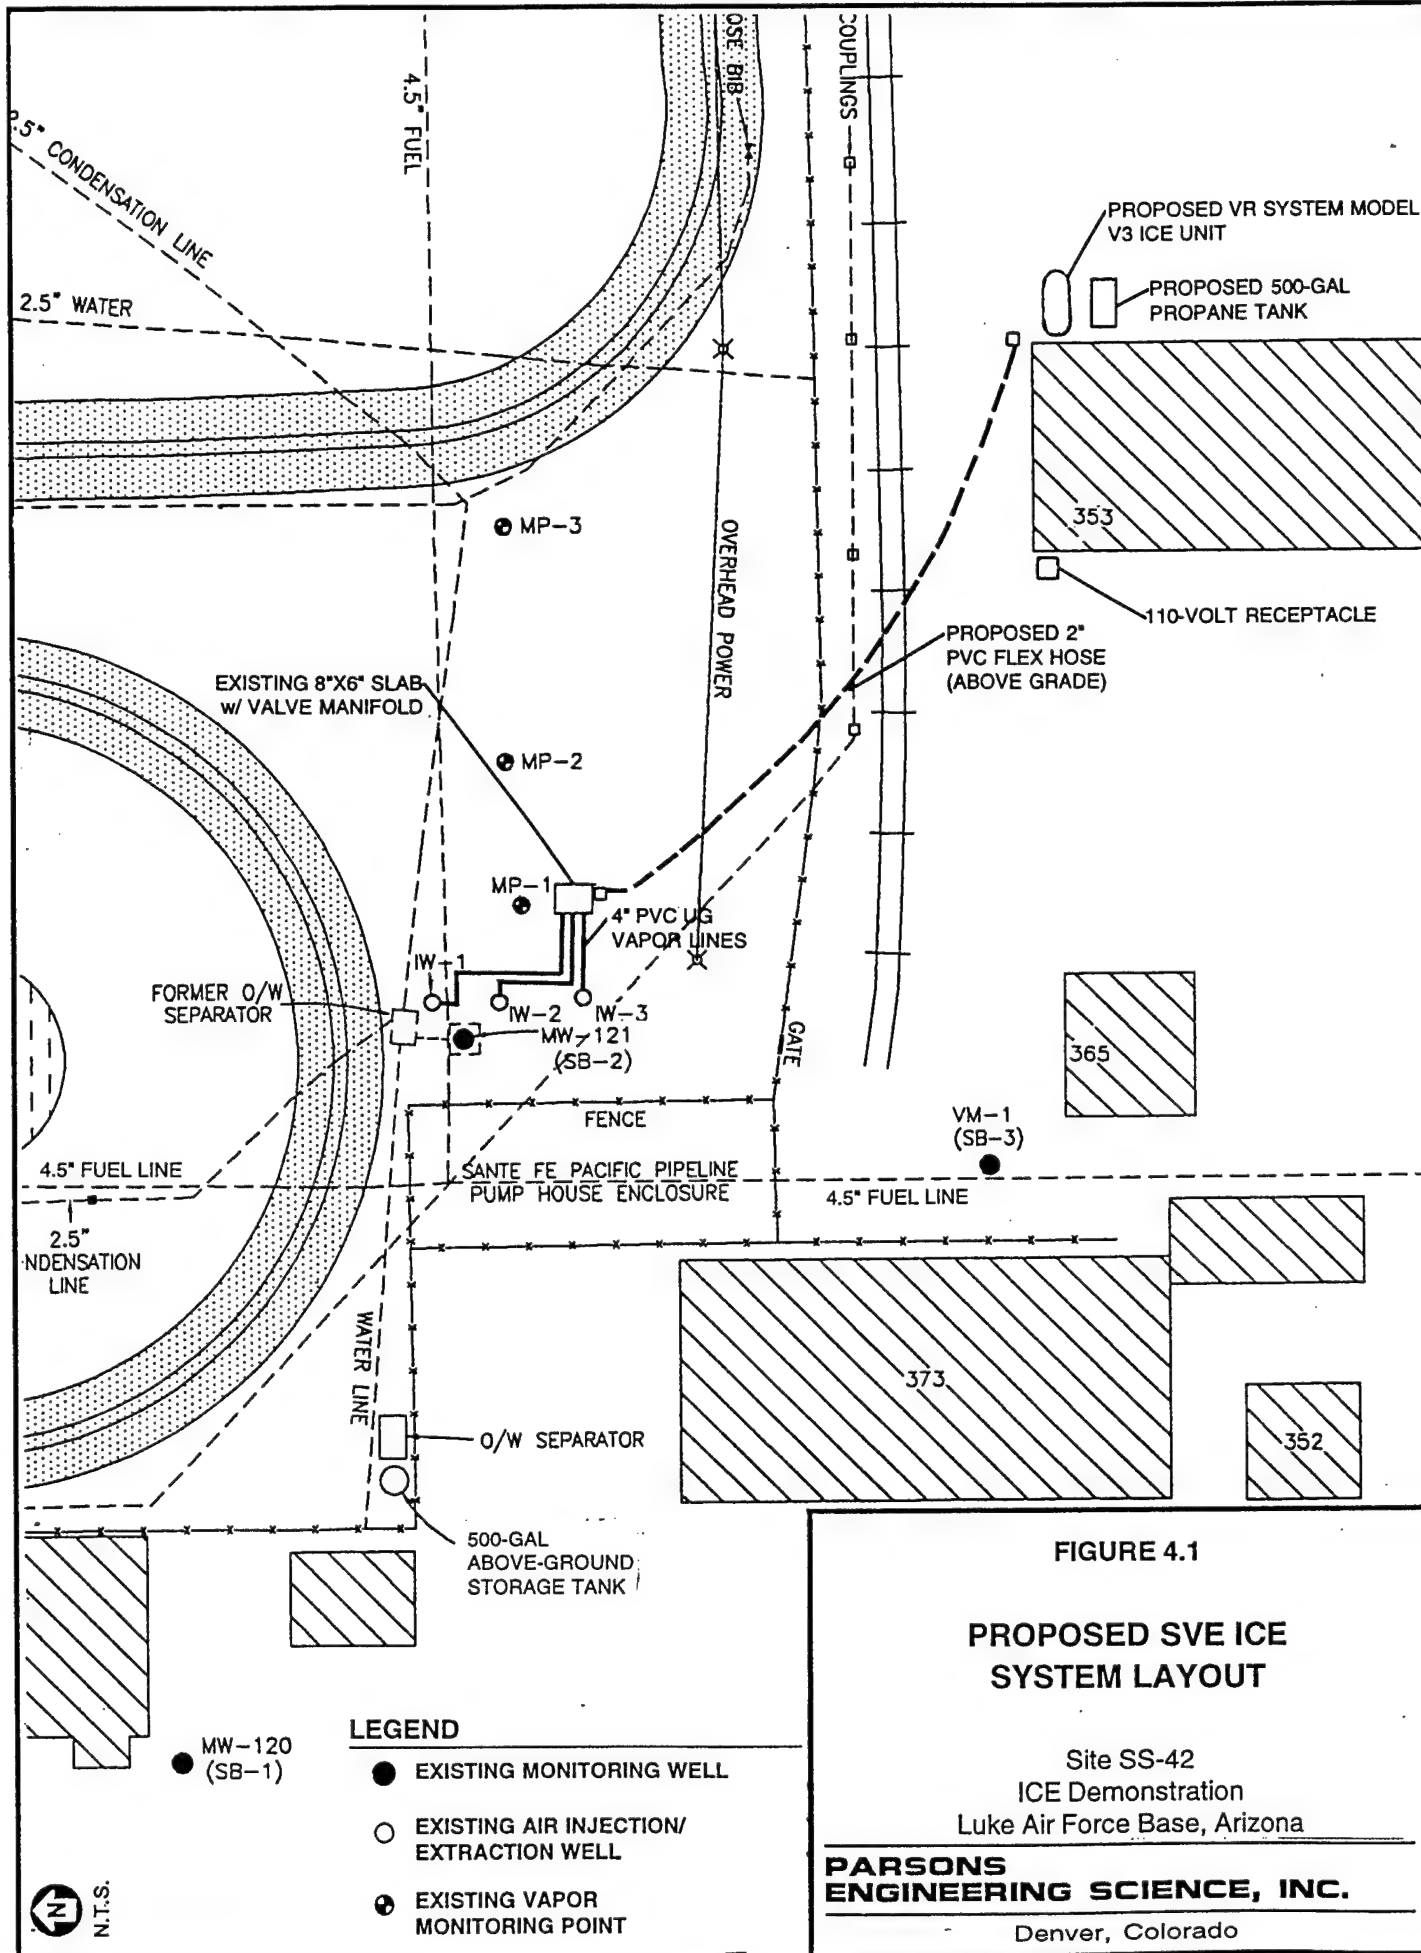 OSE BIB
COUPLINGS
4.5" FUEL
2.5" CONDENSATION LINE
2.5" WATER
PROPOSED VR SYSTEM MODEL
V3 ICE UNIT
PROPOSED 500-GAL
PROPANE TANK
353
MP-3
OVERHEAD POWER
110-VOLT RECEPTACLE
PROPOSED 2"
PVC FLEX HOSE
(ABOVE GRADE)
EXISTING 8"X6" SLAB
w/ VALVE MANIFOLD
MP-2
MP-1
4" PVC UG
VAPOR LINES
IW-1
FORMER O/W
SEPARATOR
IW-2
IW-3
MW-121
(SB-2)
GATE
365
FENCE
VM-1
(SB-3)
4.5" FUEL LINE
SANTE FE PACIFIC PIPELINE
PUMP HOUSE ENCLOSURE
4.5" FUEL LINE
2.5"
NDENSATION
LINE
WATER LINE
373
O/W SEPARATOR
352
500-GAL
ABOVE-GROUND
STORAGE TANK
MW-120
(SB-1)
LEGEND
EXISTING MONITORING WELL
EXISTING AIR INJECTION/
EXTRACTION WELL
EXISTING VAPOR
MONITORING POINT
N
N.T.S.
FIGURE 4.1
PROPOSED SVE ICE
SYSTEM LAYOUT
Site SS-42
ICE Demonstration
Luke Air Force Base, Arizona
PARSONS
ENGINEERING SCIENCE, INC.
Denver, Colorado